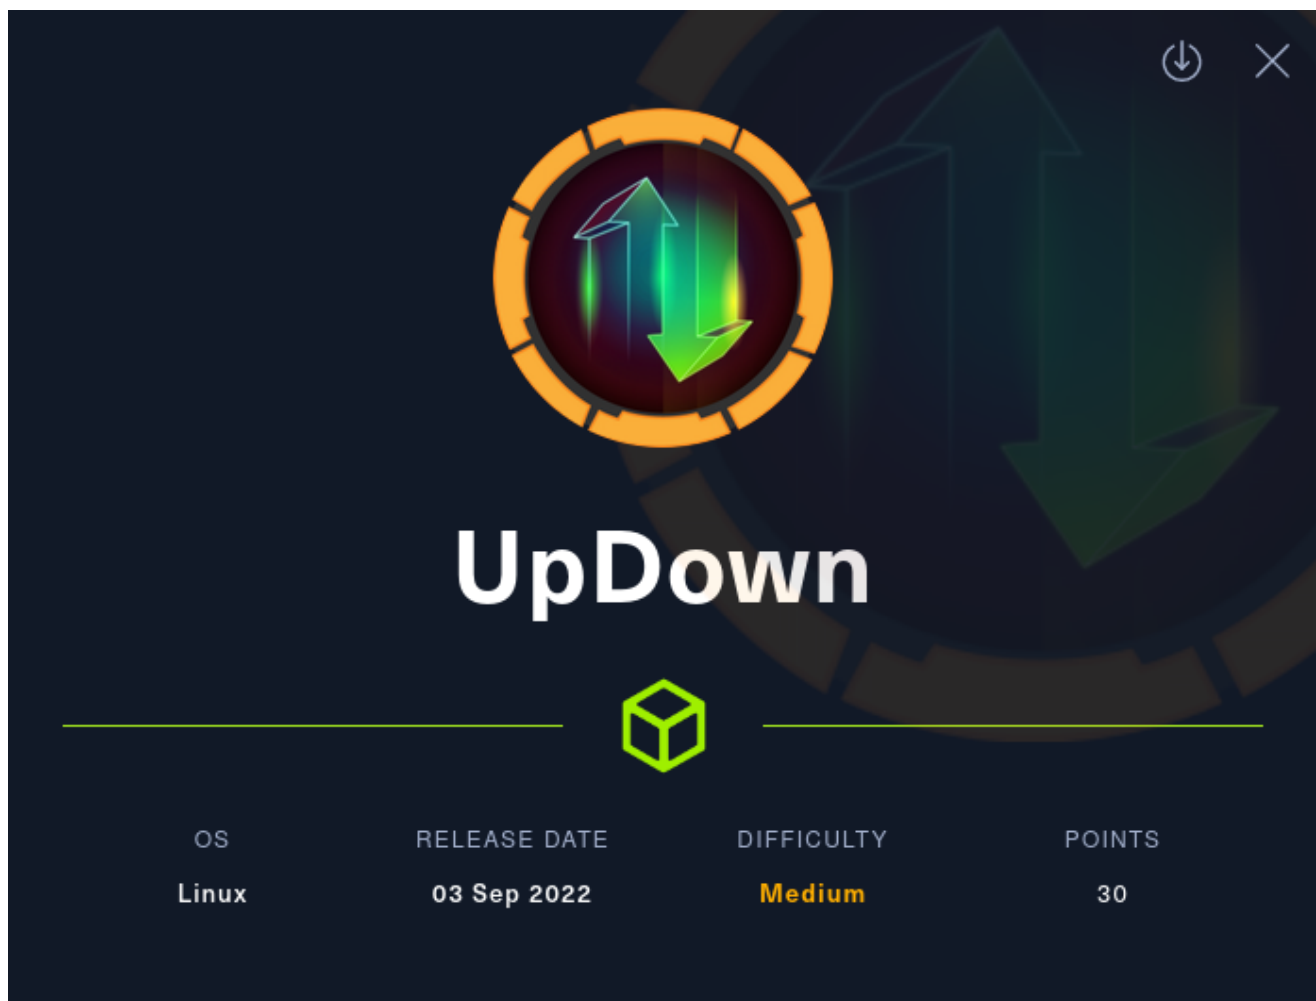 UpDown
OS RELEASE DATE DIFFICULTY POINTS
Linux 03 Sep 2022 Medium 30